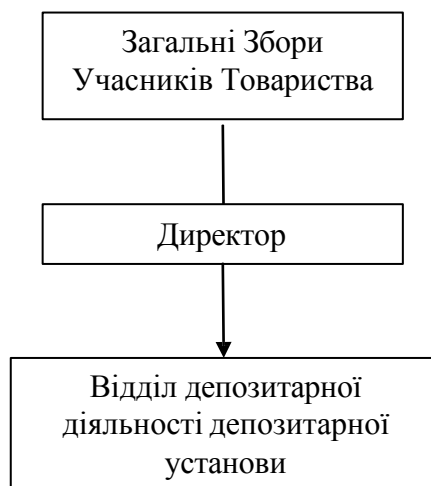 Загальні Збори
Учасників Товариства
Директор
Відділ депозитарної
діяльності депозитарної
установи